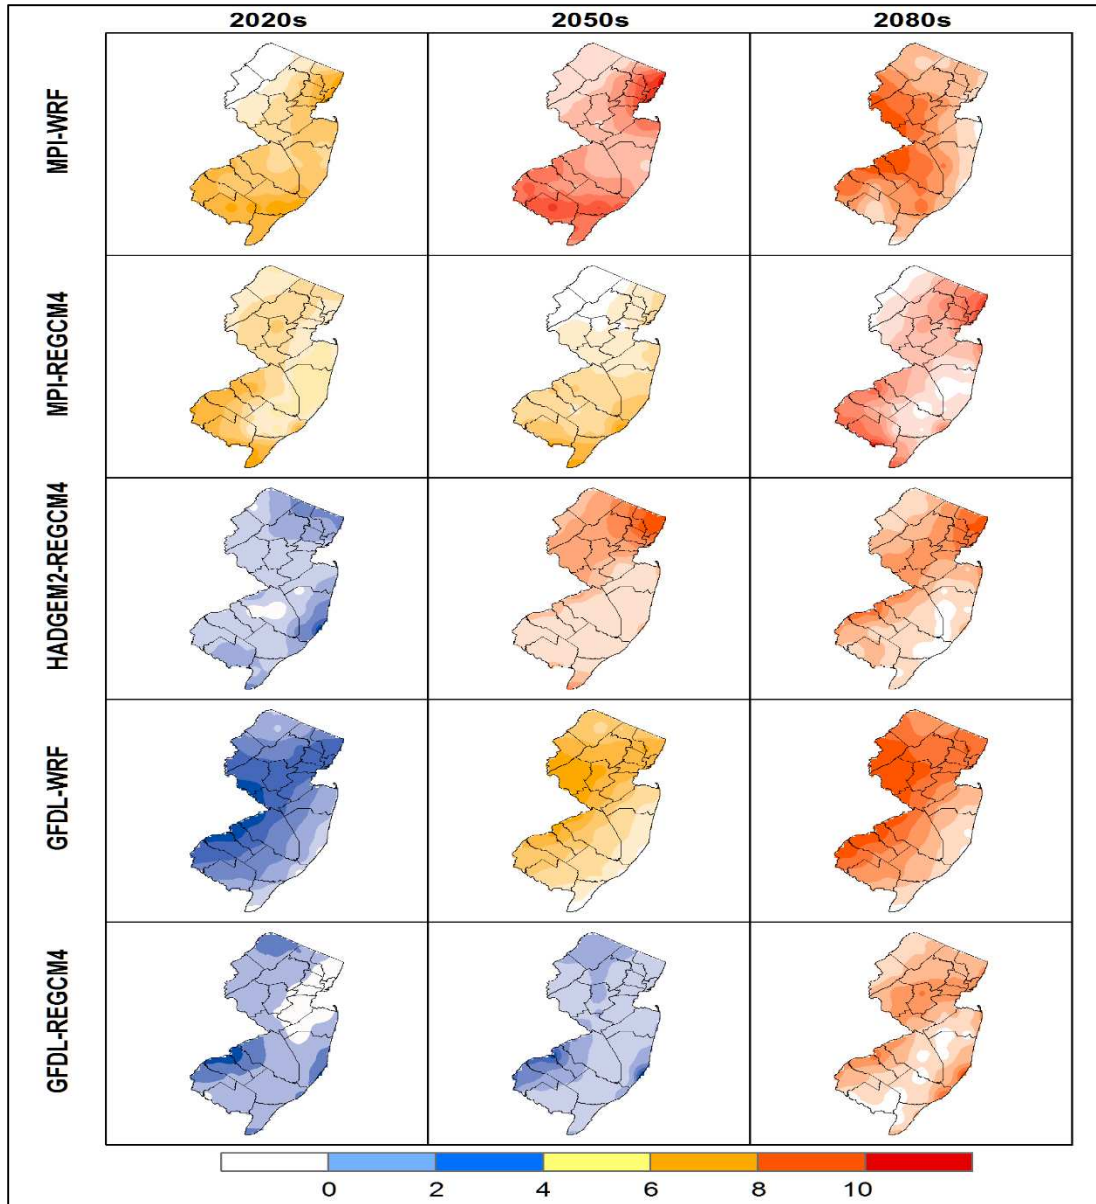 2020s 2050s 2080s
MPI-WRF
MPI-REGCM4
HADGEM2-REGCM4
GFDL-WRF
GFDL-REGCM4
0 2 4 6 8 10